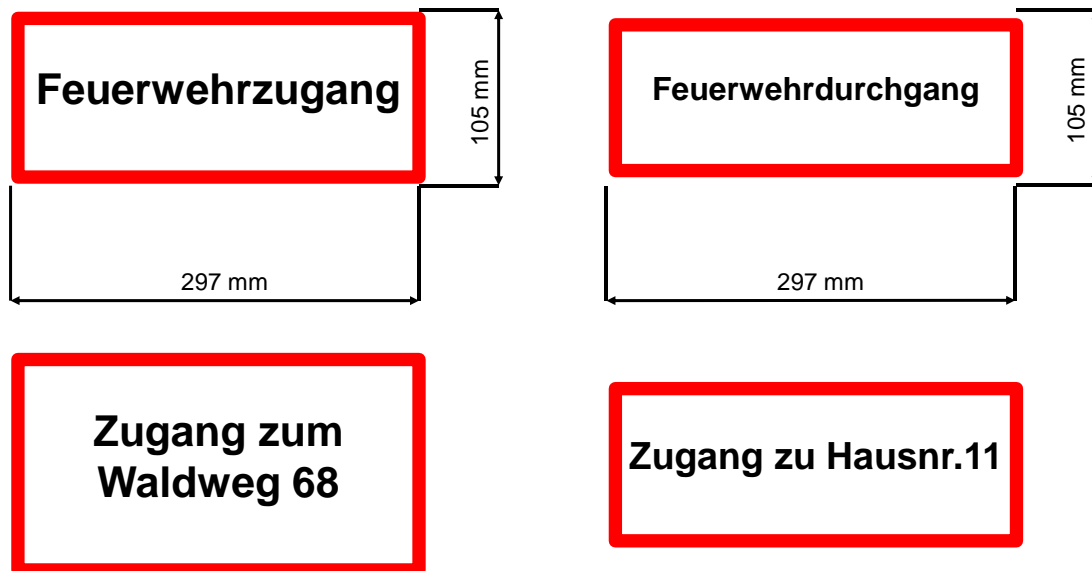 Feuerwehrzugang
105 mm
297 mm
Feuerwehrdurchgang
105 mm
297 mm
Zugang zum
Waldweg 68
Zugang zu Hausnr.11